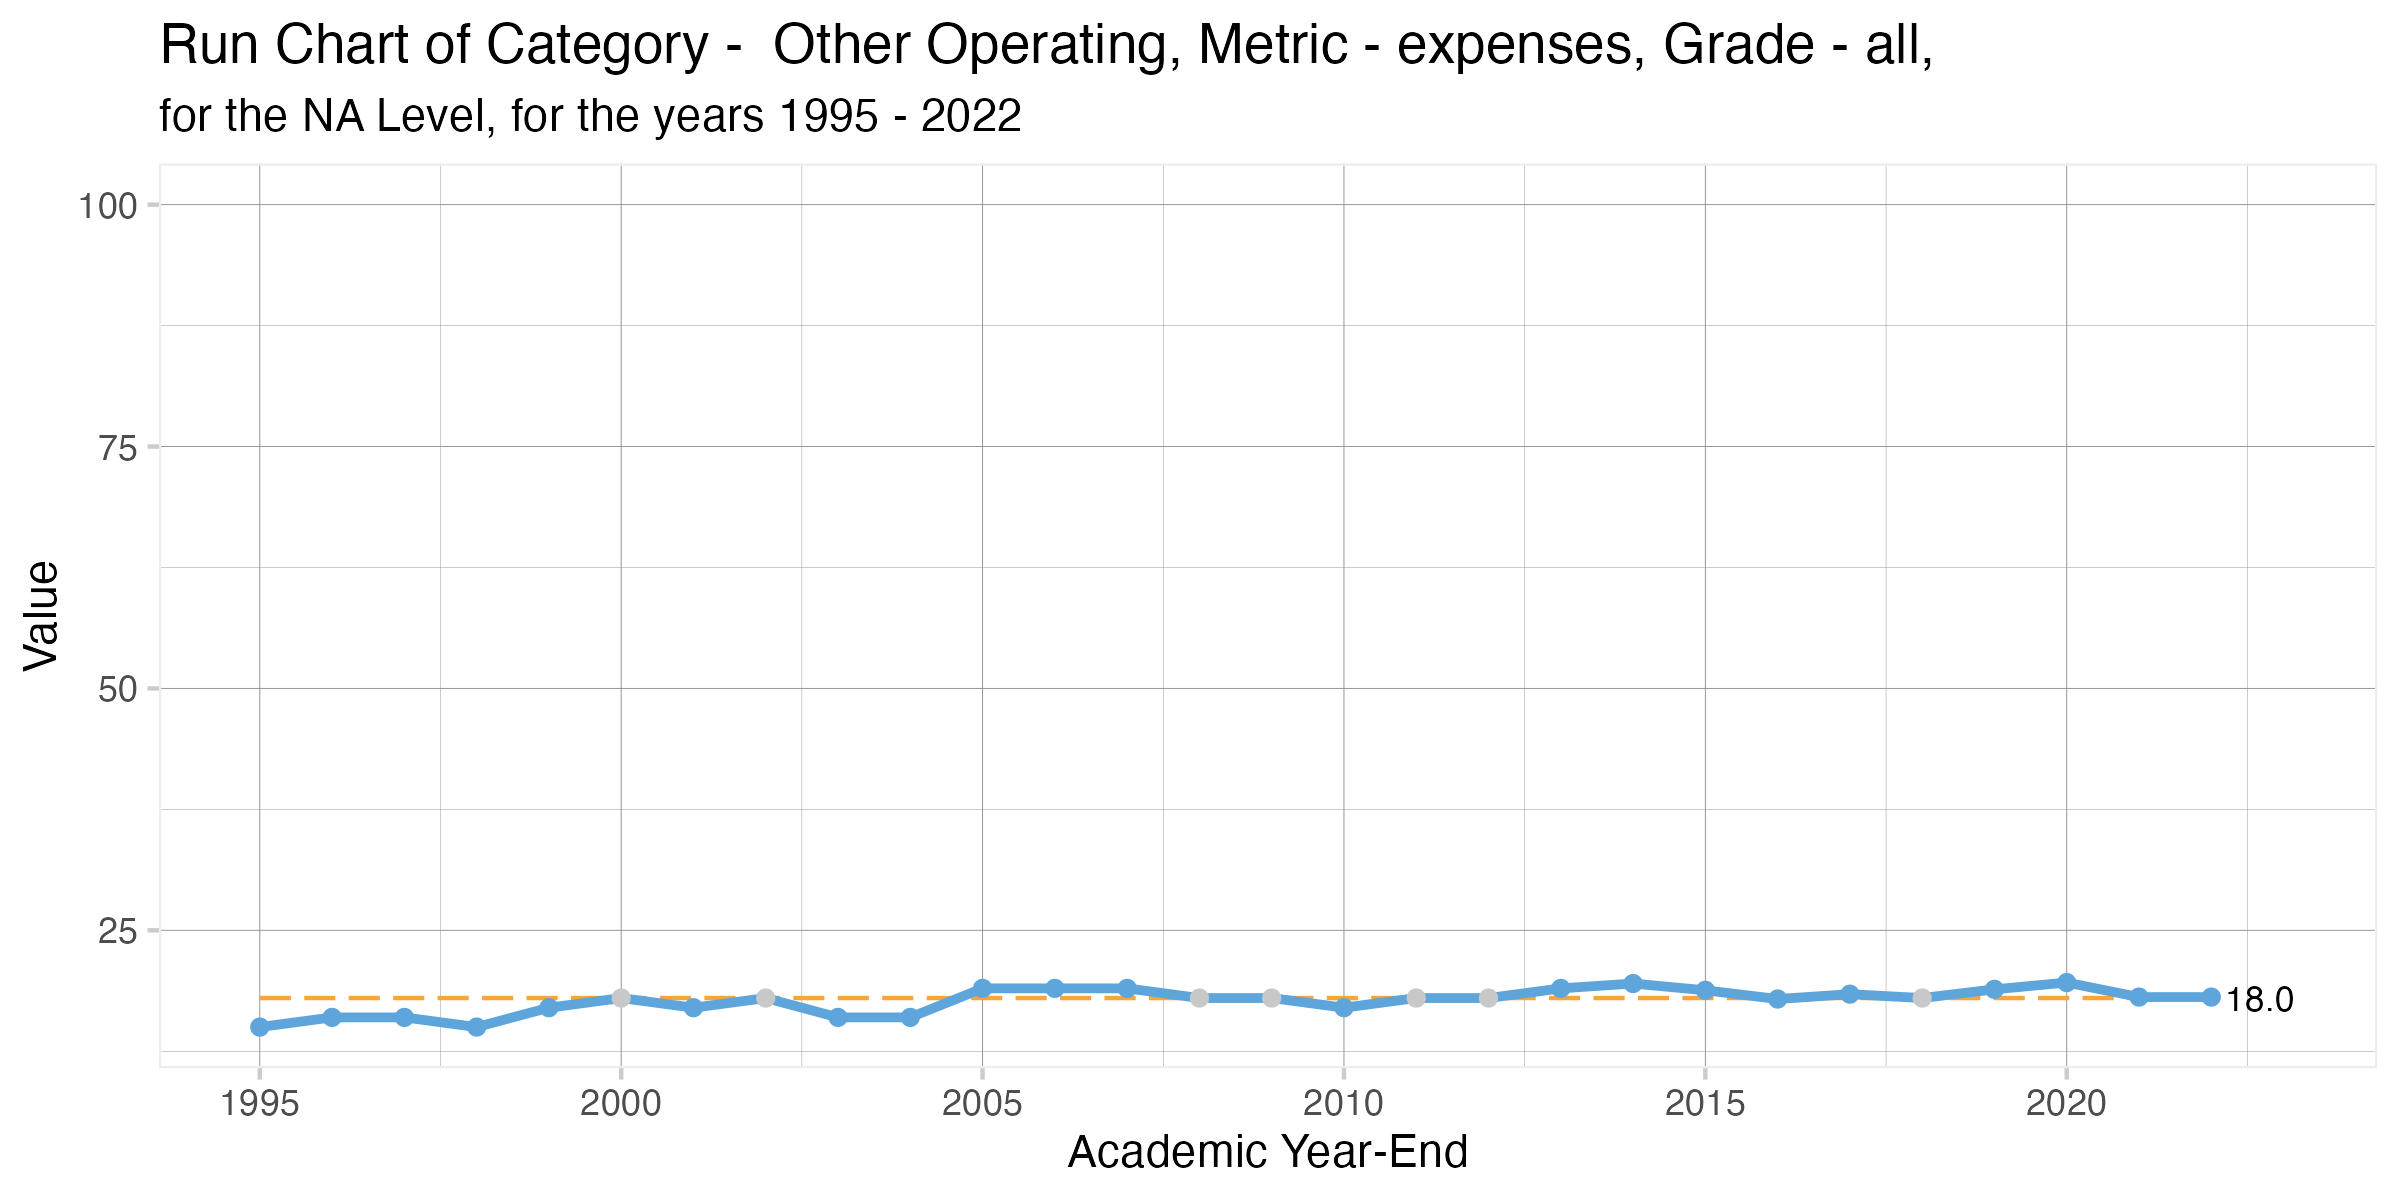 Run Chart of Category -  Other Operating, Metric - expenses, Grade - all,
for the NA Level, for the years 1995 - 2022
100
75
50
25
Value
18.0
1995 2000 2005 2010 2015 2020
Academic Year-End